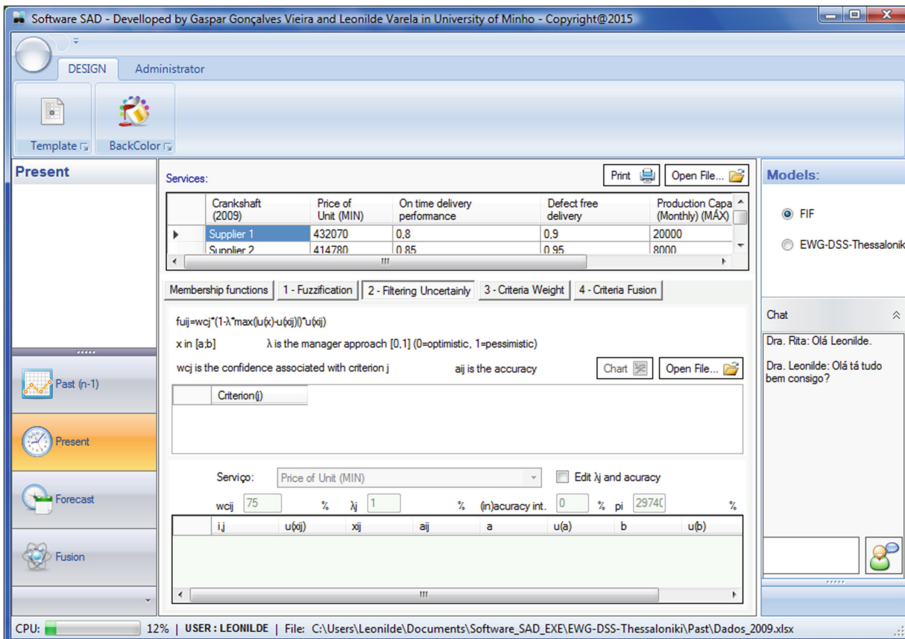 Software SAD - Develloped by Gaspar Gonçalves Vieira and Leonilde Varela in University of Minho - Copyright@2015
DESIGN Administrator
Template BackColor
Present
Services:
Print Open File...
Crankshaft (2009) Price of Unit (MIN) On time delivery perfomance Defect free delivery Production Capa (Monthly) (MÁX)
Supplier 1 432070 0,8 0,9 20000
Supplier 2 414780 0,85 0,95 8000
Membership functions 1 - Fuzzification 2 - Filtering Uncertainly 3 - Criteria Weight 4 - Criteria Fusion
fuij=wcj*(1-λ*max(|u(x)-u(xij)|)*u(xij)
x in [a;b] λ is the manager approach [0,1] (0=optimistic, 1=pessimistic)
wcj is the confidence associated with criterion j aij is the accuracy
Chart Open File...
Criterion(j)
Serviço: Price of Unit (MIN) Edit λj and acuracy
wcij 75 % λj 1 % (in)acuracy int. 0 % pi 2974( %
i,j u(xij) xij aij a u(a) b u(b)
Past (n-1)
Present
Forecast
Fusion
Models:
FIF
EWG-DSS-Thessalonik
Chat
Dra. Rita: Olá Leonilde.
Dra. Leonilde: Olá tá tudo
bem consigo?
CPU: 12% | USER : LEONILDE | File: C:\Users\Leonilde\Documents\Software_SAD_EXE\EWG-DSS-Thessaloniki\Past\Dados_2009.xlsx